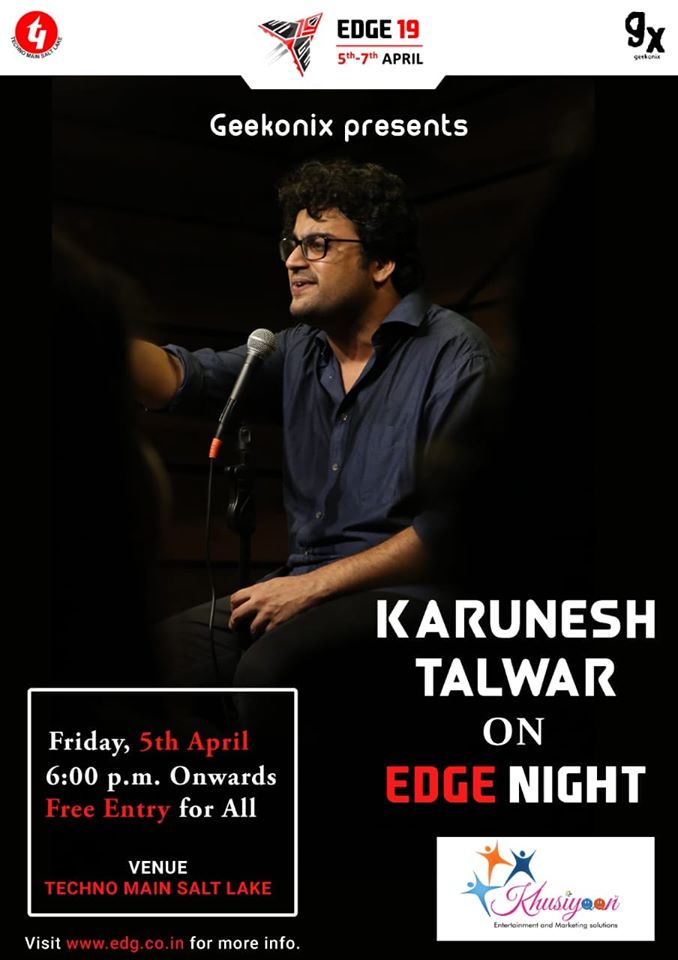 t4
TECHNO MAIN SALT LAKE
EDGE 19
5th-7th APRIL
gx
geekonix
Geekonix presents
KARUNESH
TALWAR
ON
EDGE NIGHT
Friday, 5th April
6:00 p.m. Onwards
Free Entry for All
VENUE
TECHNO MAIN SALT LAKE
Khusiyaan
Entertainment and Marketing solutions
Visit www.edg.co.in for more info.